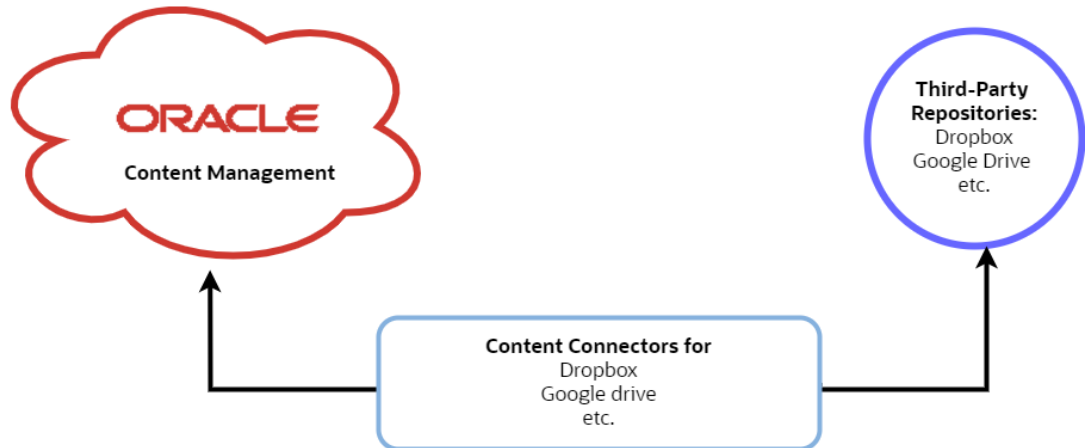 ORACLE
Content Management
Third-Party
Repositories:
Dropbox
Google Drive
etc.
Content Connectors for
Dropbox
Google drive
etc.